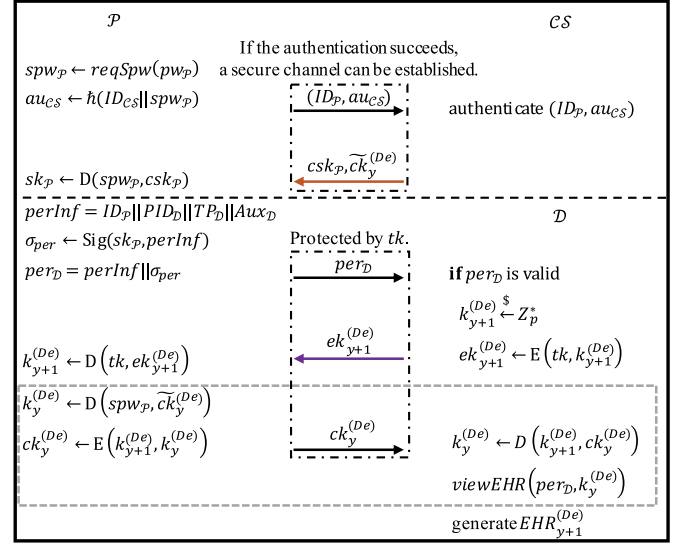 𝒫 𝒞𝒮
If the authentication succeeds,
a secure channel can be established.
spw_𝒫 ← reqSpw(pw_𝒫)
au_𝒞𝒮 ← ℏ(ID_𝒞𝒮||spw_𝒫) (ID_𝒫, au_𝒞𝒮) authenticate (ID_𝒫, au_𝒞𝒮)
csk_𝒫, c͠k_y^(De)
sk_𝒫 ← D(spw_𝒫, csk_𝒫)
perInf = ID_𝒫||PID_𝒟||TP_𝒟||Aux_𝒟 𝒟
σ_per ← Sig(sk_𝒫, perInf) Protected by tk.
per_𝒟 = perInf||σ_per per_𝒟 if per_𝒟 is valid
k_{y+1}^(De) ←$ Z_p^*
k_{y+1}^(De) ← D(tk, ek_{y+1}^(De)) ek_{y+1}^(De) ek_{y+1}^(De) ← E(tk, k_{y+1}^(De))
k_y^(De) ← D(spw_𝒫, c͠k_y^(De))
ck_y^(De) ← E(k_{y+1}^(De), k_y^(De)) ck_y^(De) k_y^(De) ← D(k_{y+1}^(De), ck_y^(De))
viewEHR(per_𝒟, k_y^(De))
generate EHR_{y+1}^(De)